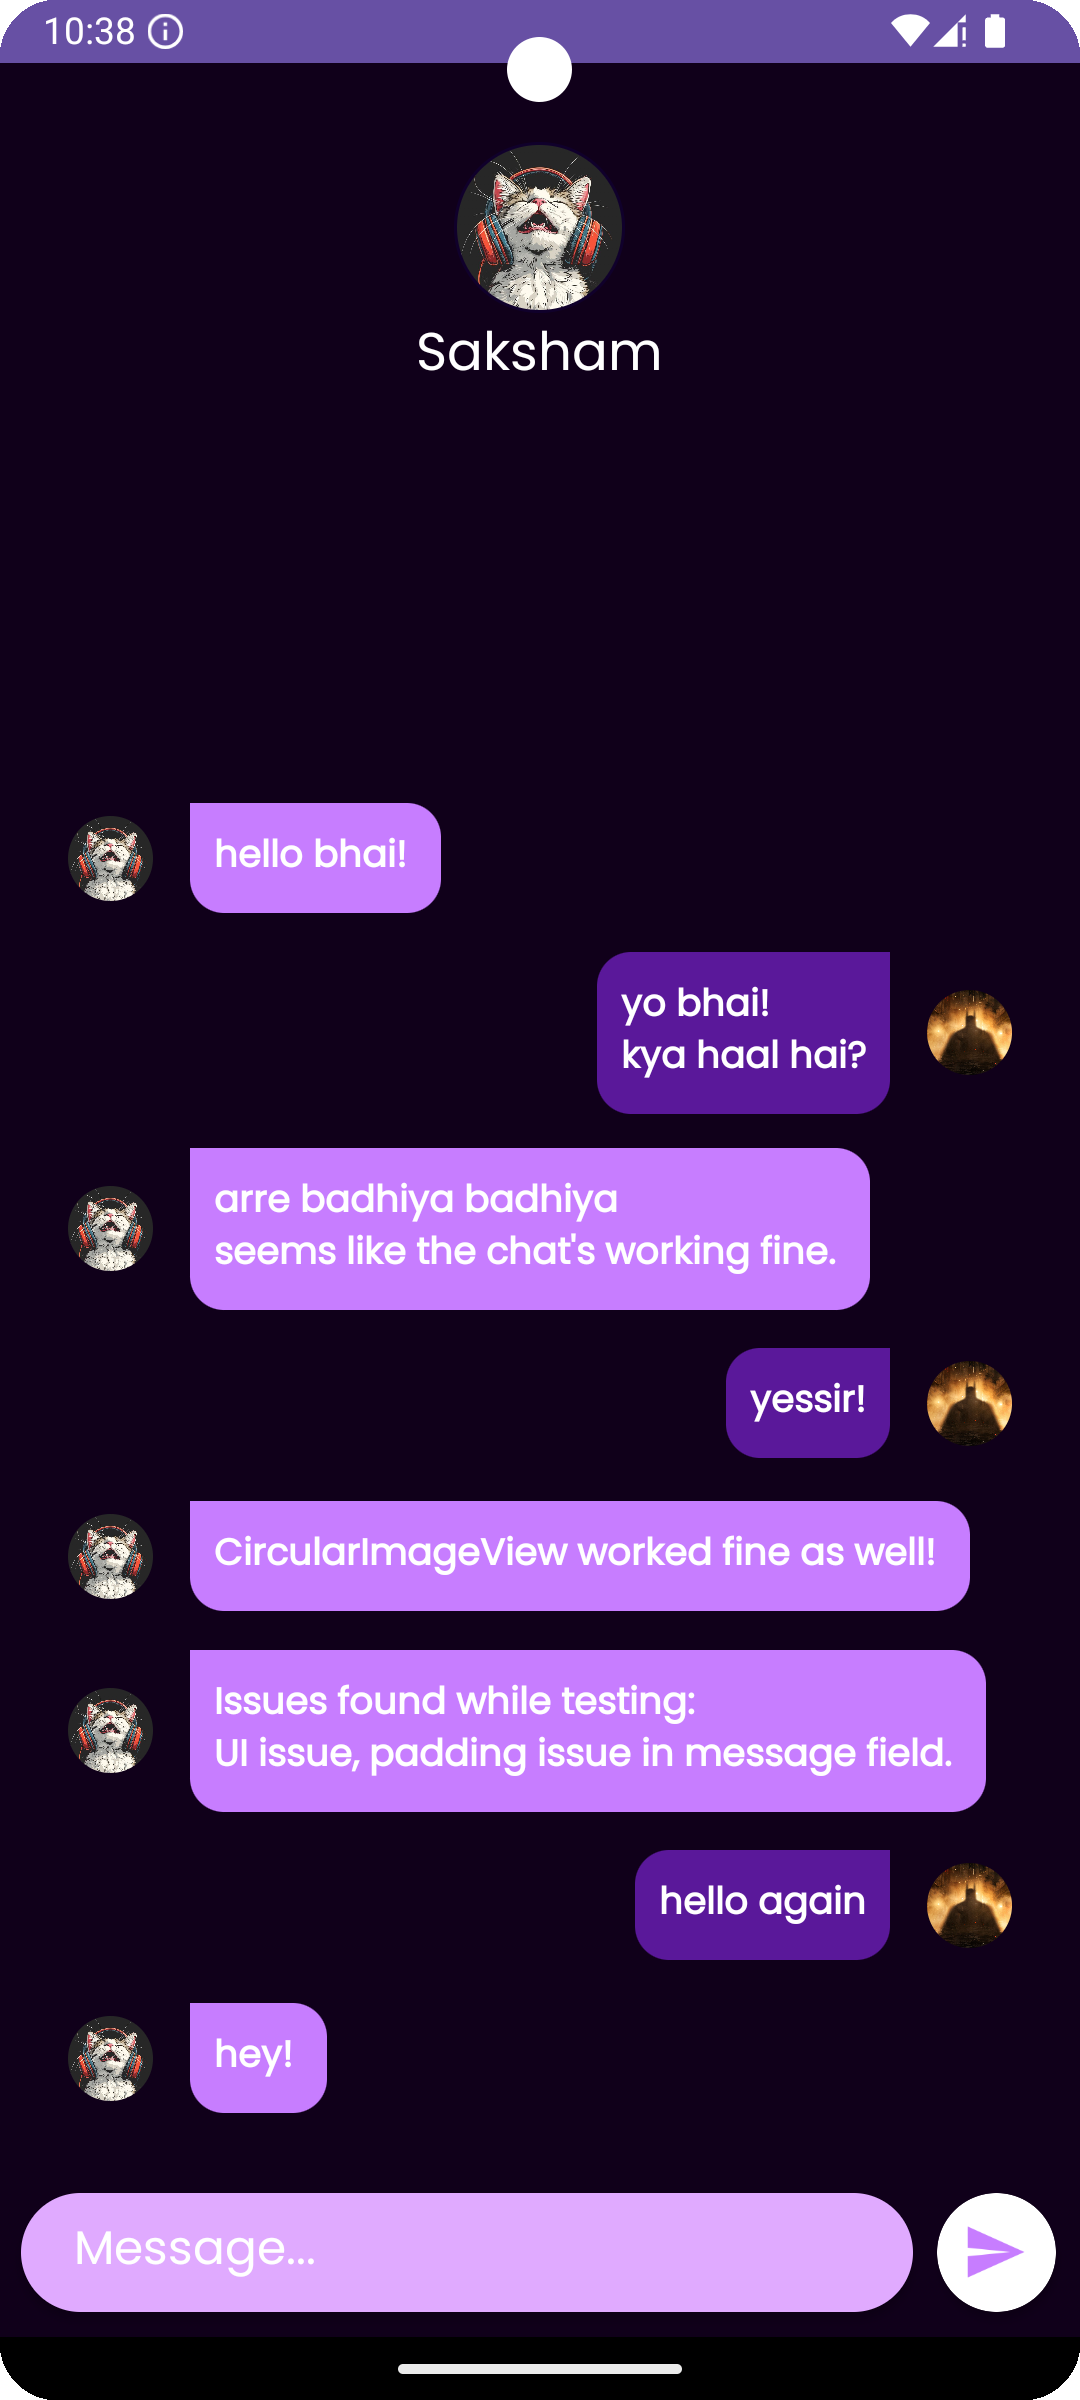 10:38
Saksham
hello bhai!
yo bhai!
kya haal hai?
arre badhiya badhiya
seems like the chat's working fine.
yessir!
CircularImageView worked fine as well!
Issues found while testing:
UI issue, padding issue in message field.
hello again
hey!
Message...